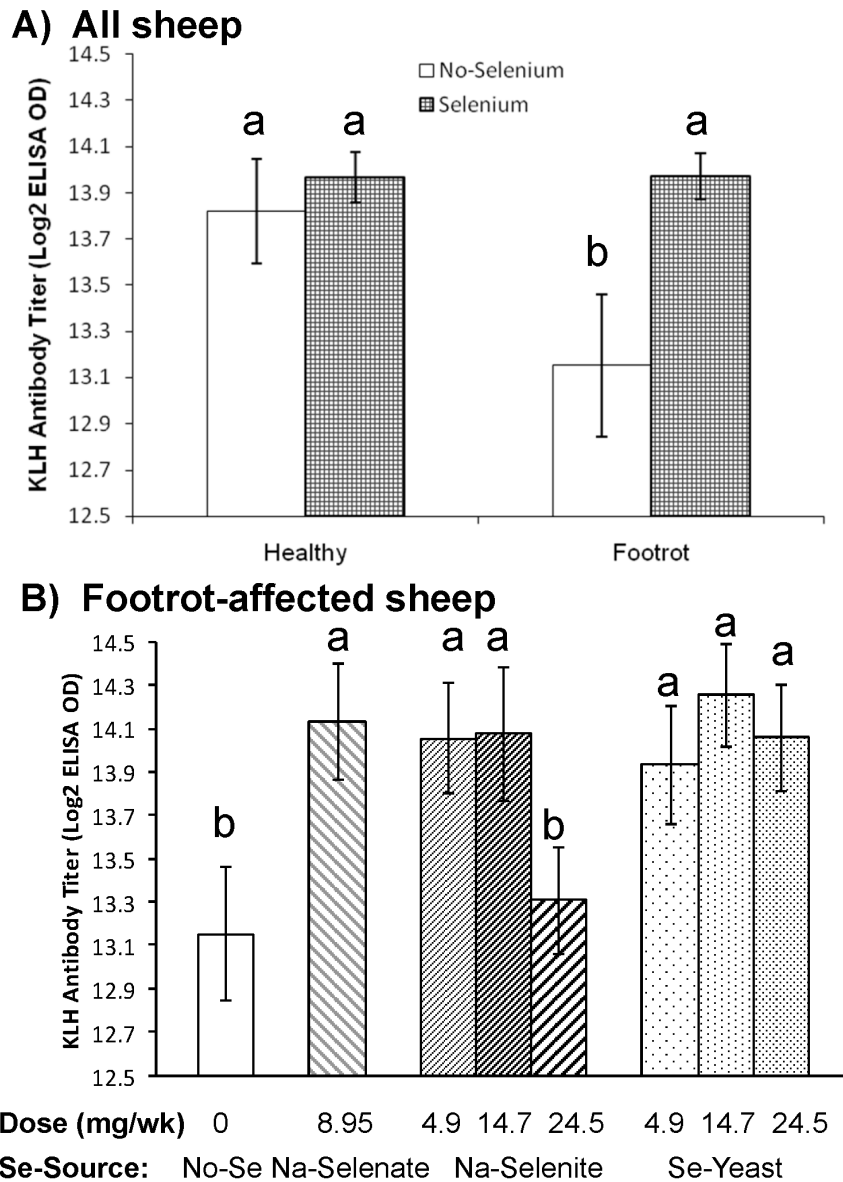 A) All sheep
KLH Antibody Titer (Log2 ELISA OD)
14.5
14.3
14.1
13.9
13.7
13.5
13.3
13.1
12.9
12.7
12.5
No-Selenium
Selenium
a a b a
Healthy Footrot
B) Footrot-affected sheep
KLH Antibody Titer (Log2 ELISA OD)
14.5
14.3
14.1
13.9
13.7
13.5
13.3
13.1
12.9
12.7
12.5
b a a a b a a a
Dose (mg/wk) 0 8.95 4.9 14.7 24.5 4.9 14.7 24.5
Se-Source: No-Se Na-Selenate Na-Selenite Se-Yeast